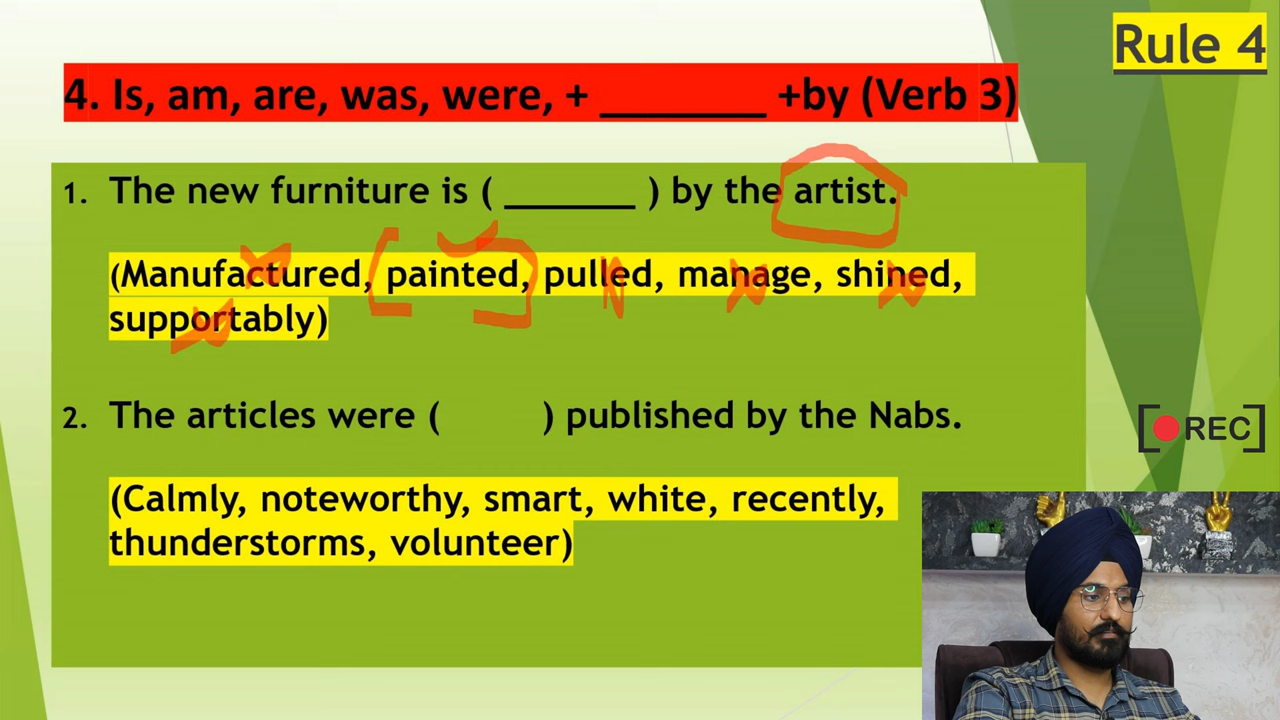 Rule 4
4. Is, am, are, was, were, + _______ +by (Verb 3)
1. The new furniture is ( ______ ) by the artist.
(Manufactured, painted, pulled, manage, shined,
supportably)
2. The articles were ( ) published by the Nabs.
(Calmly, noteworthy, smart, white, recently,
thunderstorms, volunteer)
REC